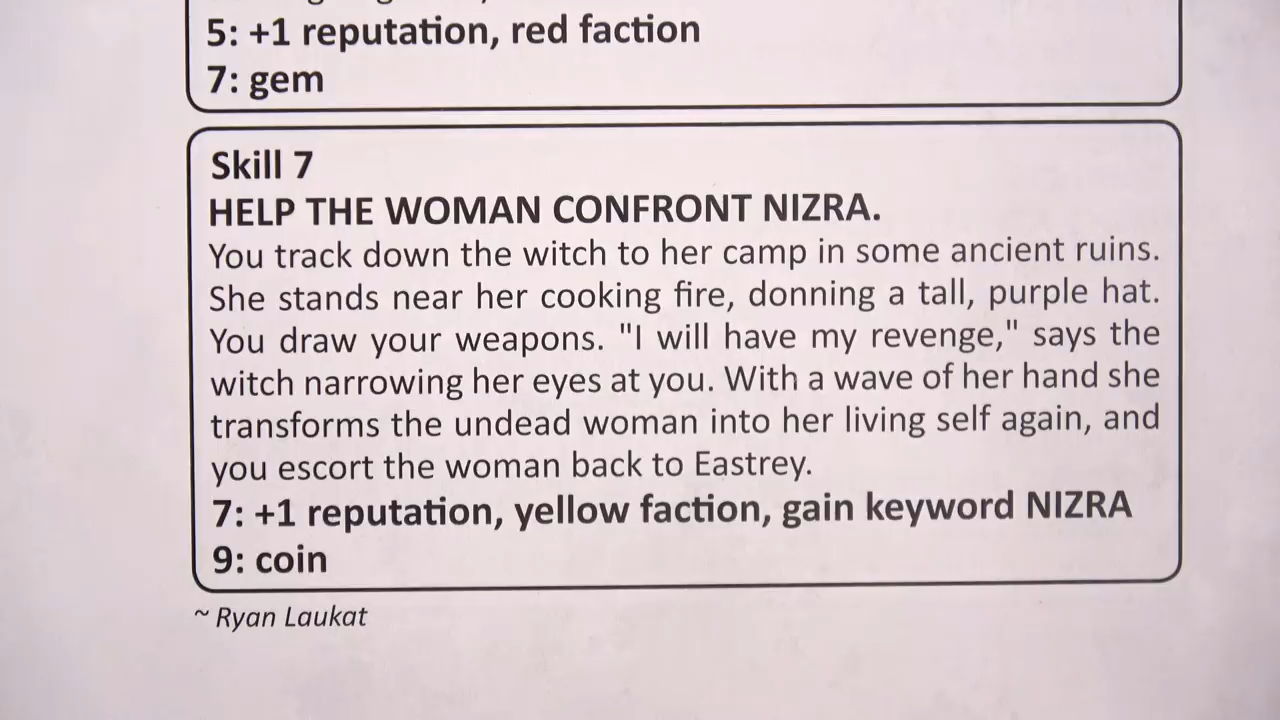 5: +1 reputation, red faction
7: gem
Skill 7
HELP THE WOMAN CONFRONT NIZRA.
You track down the witch to her camp in some ancient ruins.
She stands near her cooking fire, donning a tall, purple hat.
You draw your weapons. "I will have my revenge," says the
witch narrowing her eyes at you. With a wave of her hand she
transforms the undead woman into her living self again, and
you escort the woman back to Eastrey.
7: +1 reputation, yellow faction, gain keyword NIZRA
9: coin
~ Ryan Laukat